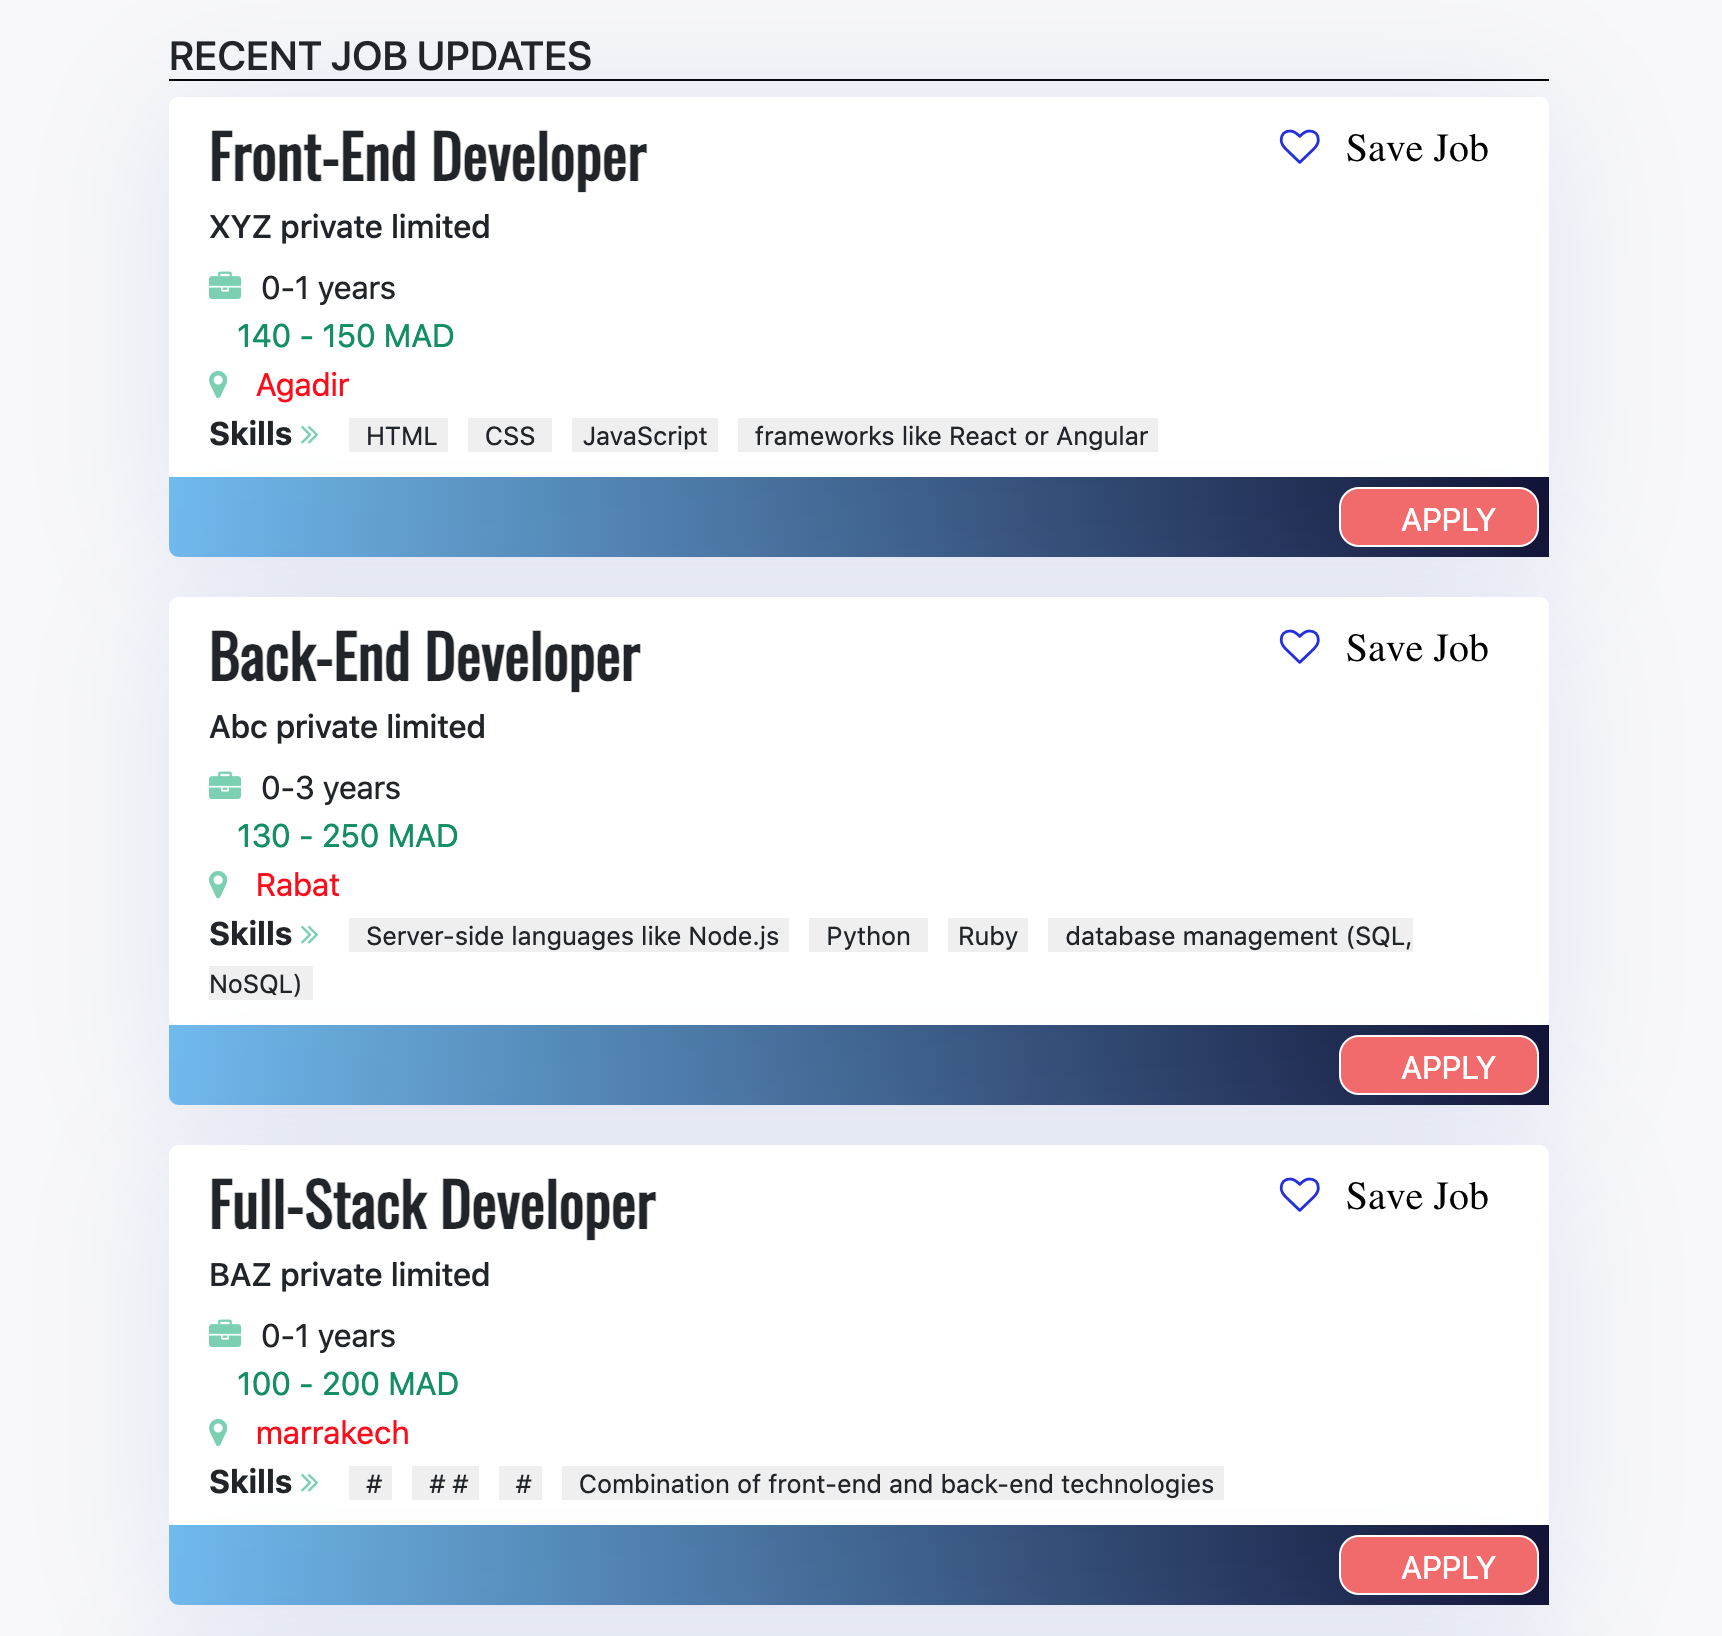 RECENT JOB UPDATES
Front-End Developer
Save Job
XYZ private limited
0-1 years
140 - 150 MAD
Agadir
Skills » HTML CSS JavaScript frameworks like React or Angular
APPLY
Back-End Developer
Save Job
Abc private limited
0-3 years
130 - 250 MAD
Rabat
Skills » Server-side languages like Node.js Python Ruby database management (SQL,
NoSQL)
APPLY
Full-Stack Developer
Save Job
BAZ private limited
0-1 years
100 - 200 MAD
marrakech
Skills » # # # # Combination of front-end and back-end technologies
APPLY